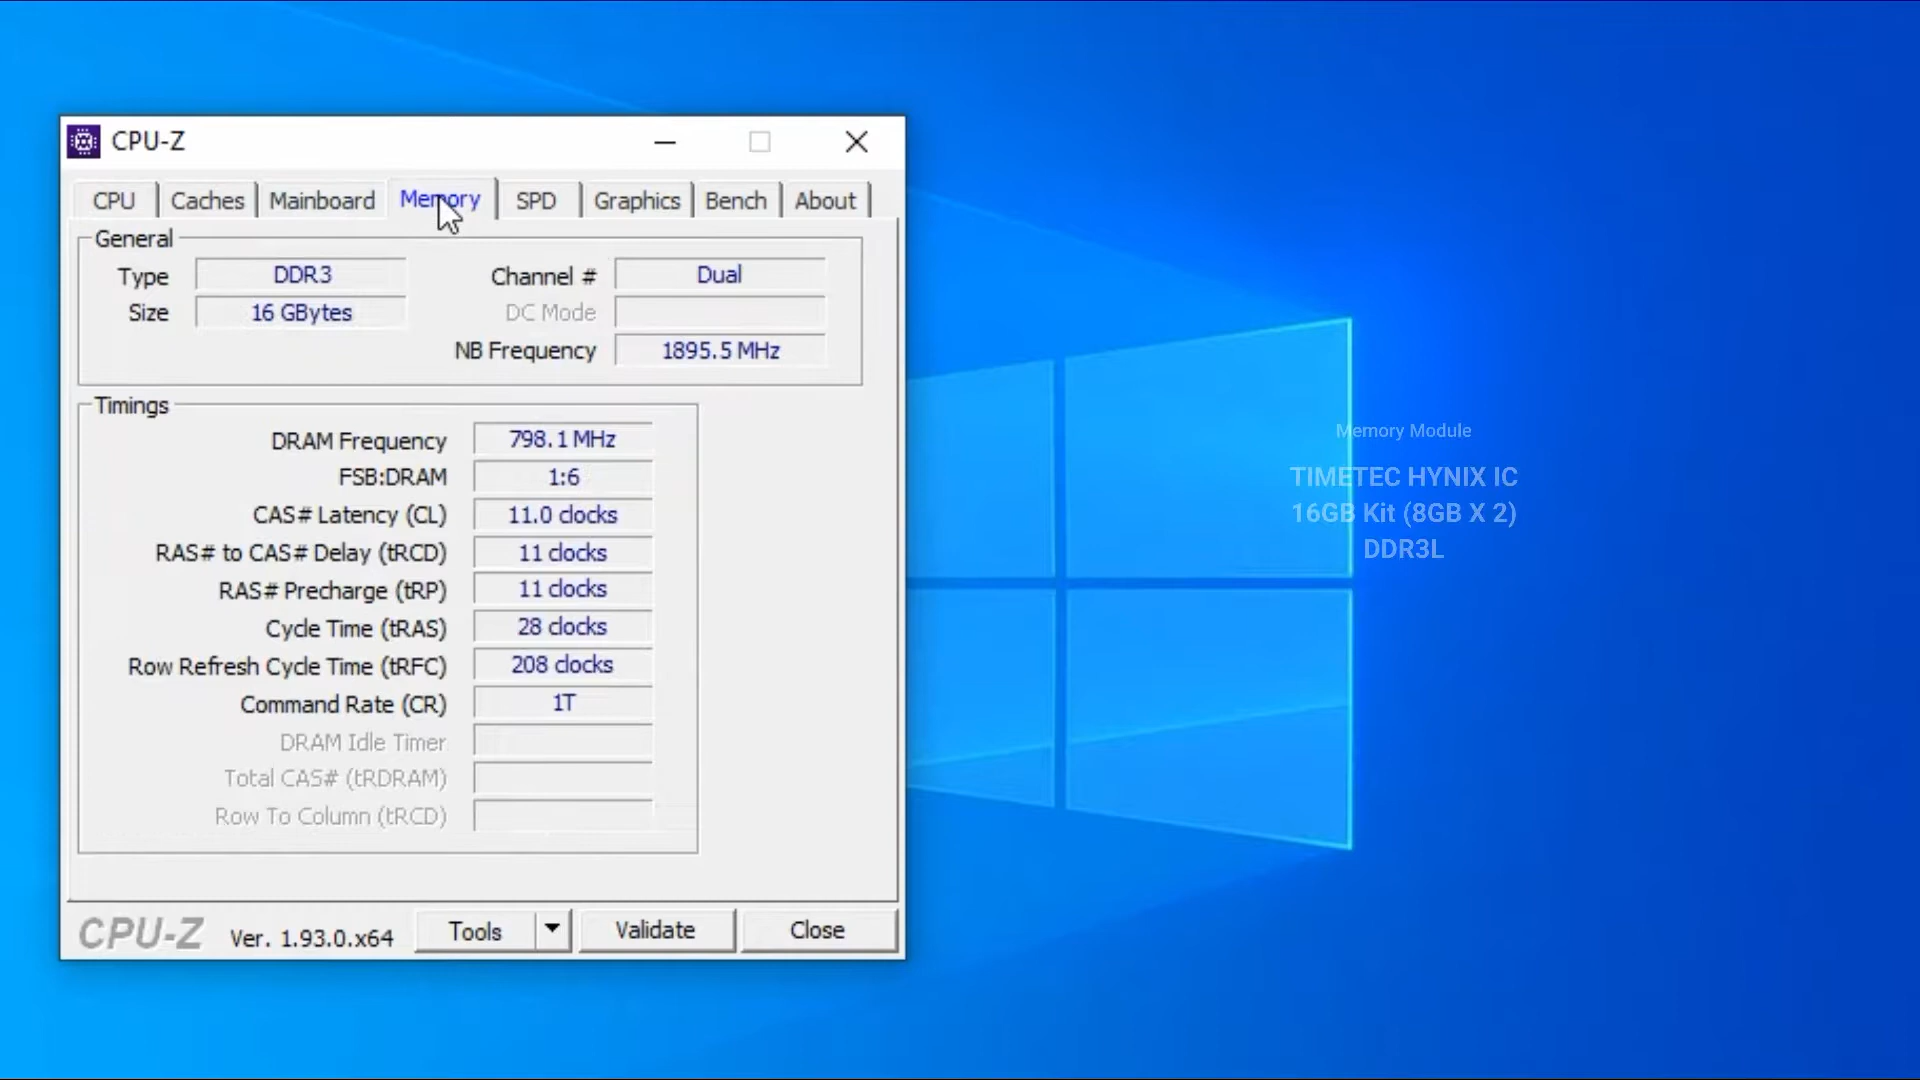 CPU-Z
CPU Caches Mainboard Memory SPD Graphics Bench About
General
Type DDR3 Channel # Dual
Size 16 GBytes DC Mode
NB Frequency 1895.5 MHz
Timings
DRAM Frequency 798.1 MHz
FSB:DRAM 1:6
CAS# Latency (CL) 11.0 clocks
RAS# to CAS# Delay (tRCD) 11 clocks
RAS# Precharge (tRP) 11 clocks
Cycle Time (tRAS) 28 clocks
Row Refresh Cycle Time (tRFC) 208 clocks
Command Rate (CR) 1T
DRAM Idle Timer
Total CAS# (tRDRAM)
Row To Column (tRCD)
CPU-Z Ver. 1.93.0.x64 Tools Validate Close
Memory Module
TIMETEC HYNIX IC
16GB Kit (8GB X 2)
DDR3L